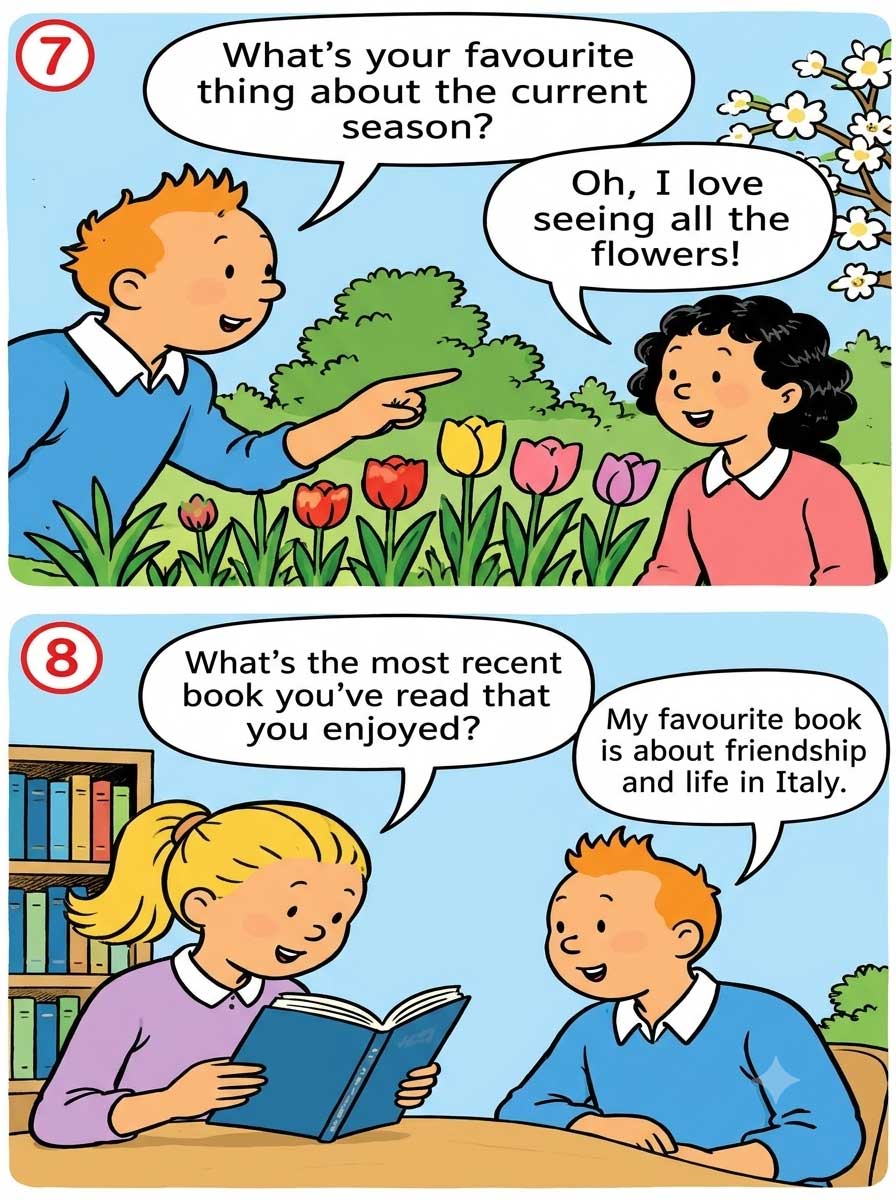 7
What's your favourite
thing about the current
season?
Oh, I love
seeing all the
flowers!
8
What's the most recent
book you've read that
you enjoyed?
My favourite book
is about friendship
and life in Italy.